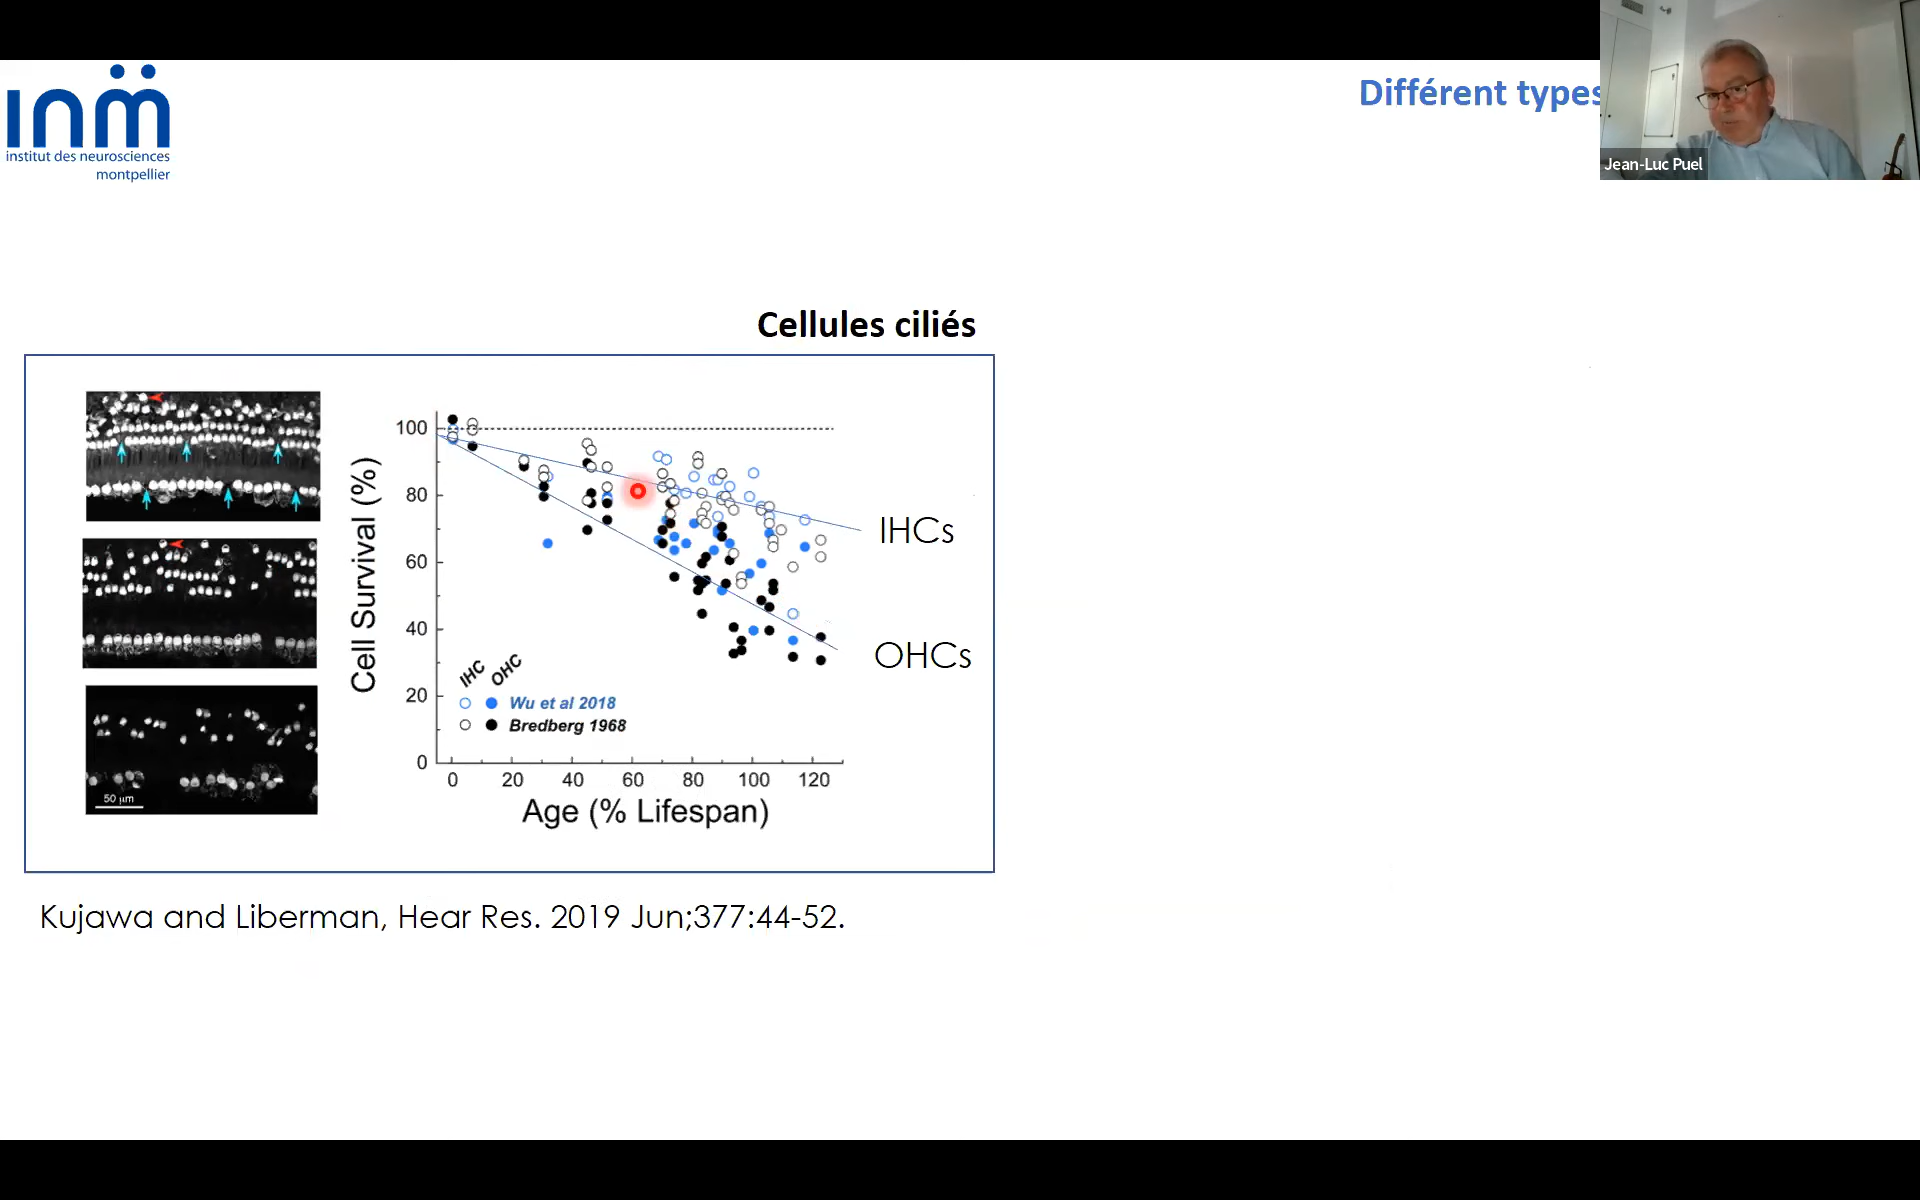 ınm̈
institut des neurosciences
montpellier
Différent types
Jean-Luc Puel
Cellules ciliés
50 µm
Cell Survival (%)
100
80
60
40
20
0
IHCs
OHCs
IHC OHC
Wu et al 2018
Bredberg 1968
0 20 40 60 80 100 120
Age (% Lifespan)
Kujawa and Liberman, Hear Res. 2019 Jun;377:44-52.